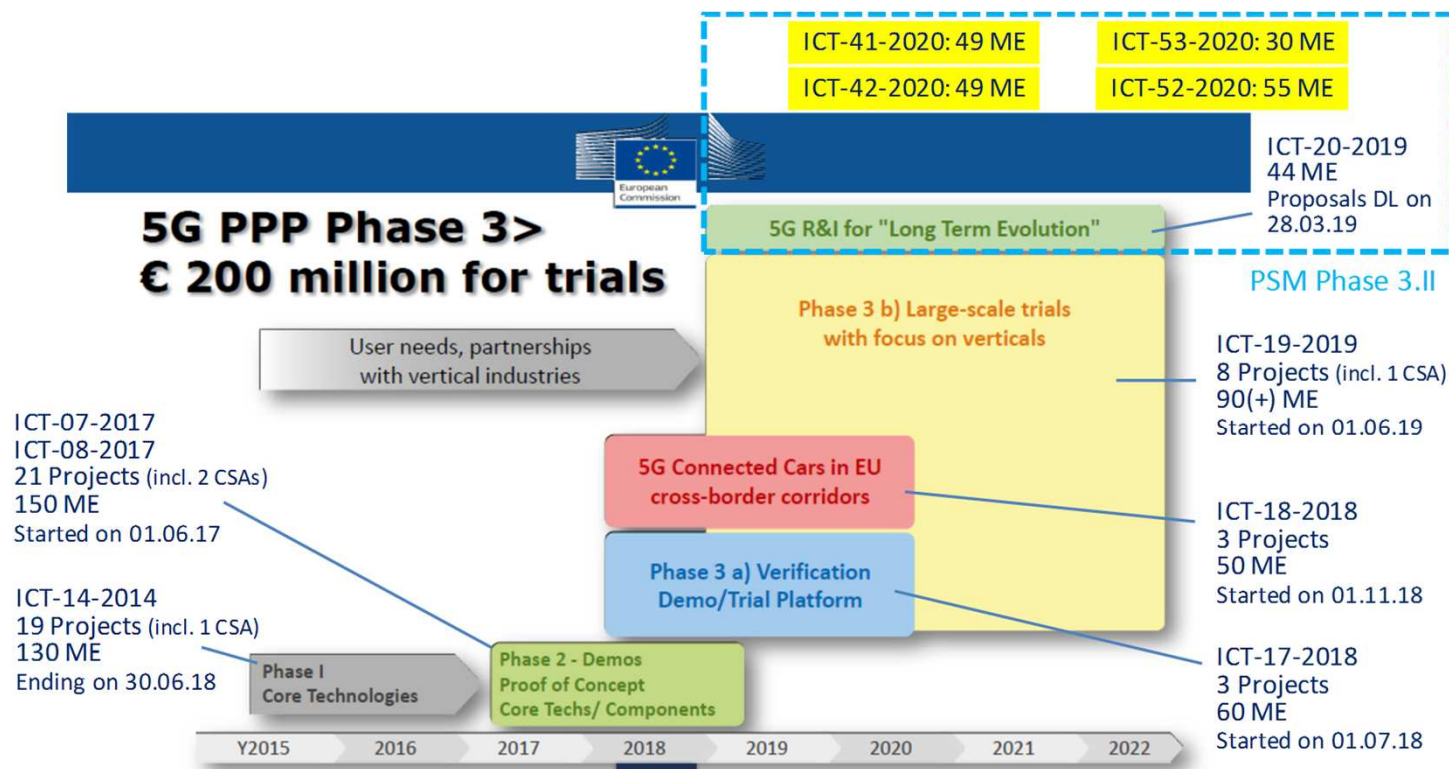 ICT-41-2020: 49 ME
ICT-53-2020: 30 ME
ICT-42-2020: 49 ME
ICT-52-2020: 55 ME
European
Commission
ICT-20-2019
44 ME
Proposals DL on
28.03.19
5G PPP Phase 3>
€ 200 million for trials
5G R&I for "Long Term Evolution"
PSM Phase 3.II
Phase 3 b) Large-scale trials
with focus on verticals
User needs, partnerships
with vertical industries
ICT-19-2019
8 Projects (incl. 1 CSA)
90(+) ME
Started on 01.06.19
ICT-07-2017
ICT-08-2017
21 Projects (incl. 2 CSAs)
150 ME
Started on 01.06.17
5G Connected Cars in EU
cross-border corridors
ICT-18-2018
3 Projects
50 ME
Started on 01.11.18
Phase 3 a) Verification
Demo/Trial Platform
ICT-14-2014
19 Projects (incl. 1 CSA)
130 ME
Ending on 30.06.18
Phase I
Core Technologies
Phase 2 - Demos
Proof of Concept
Core Techs/ Components
ICT-17-2018
3 Projects
60 ME
Started on 01.07.18
Y2015 2016 2017 2018 2019 2020 2021 2022